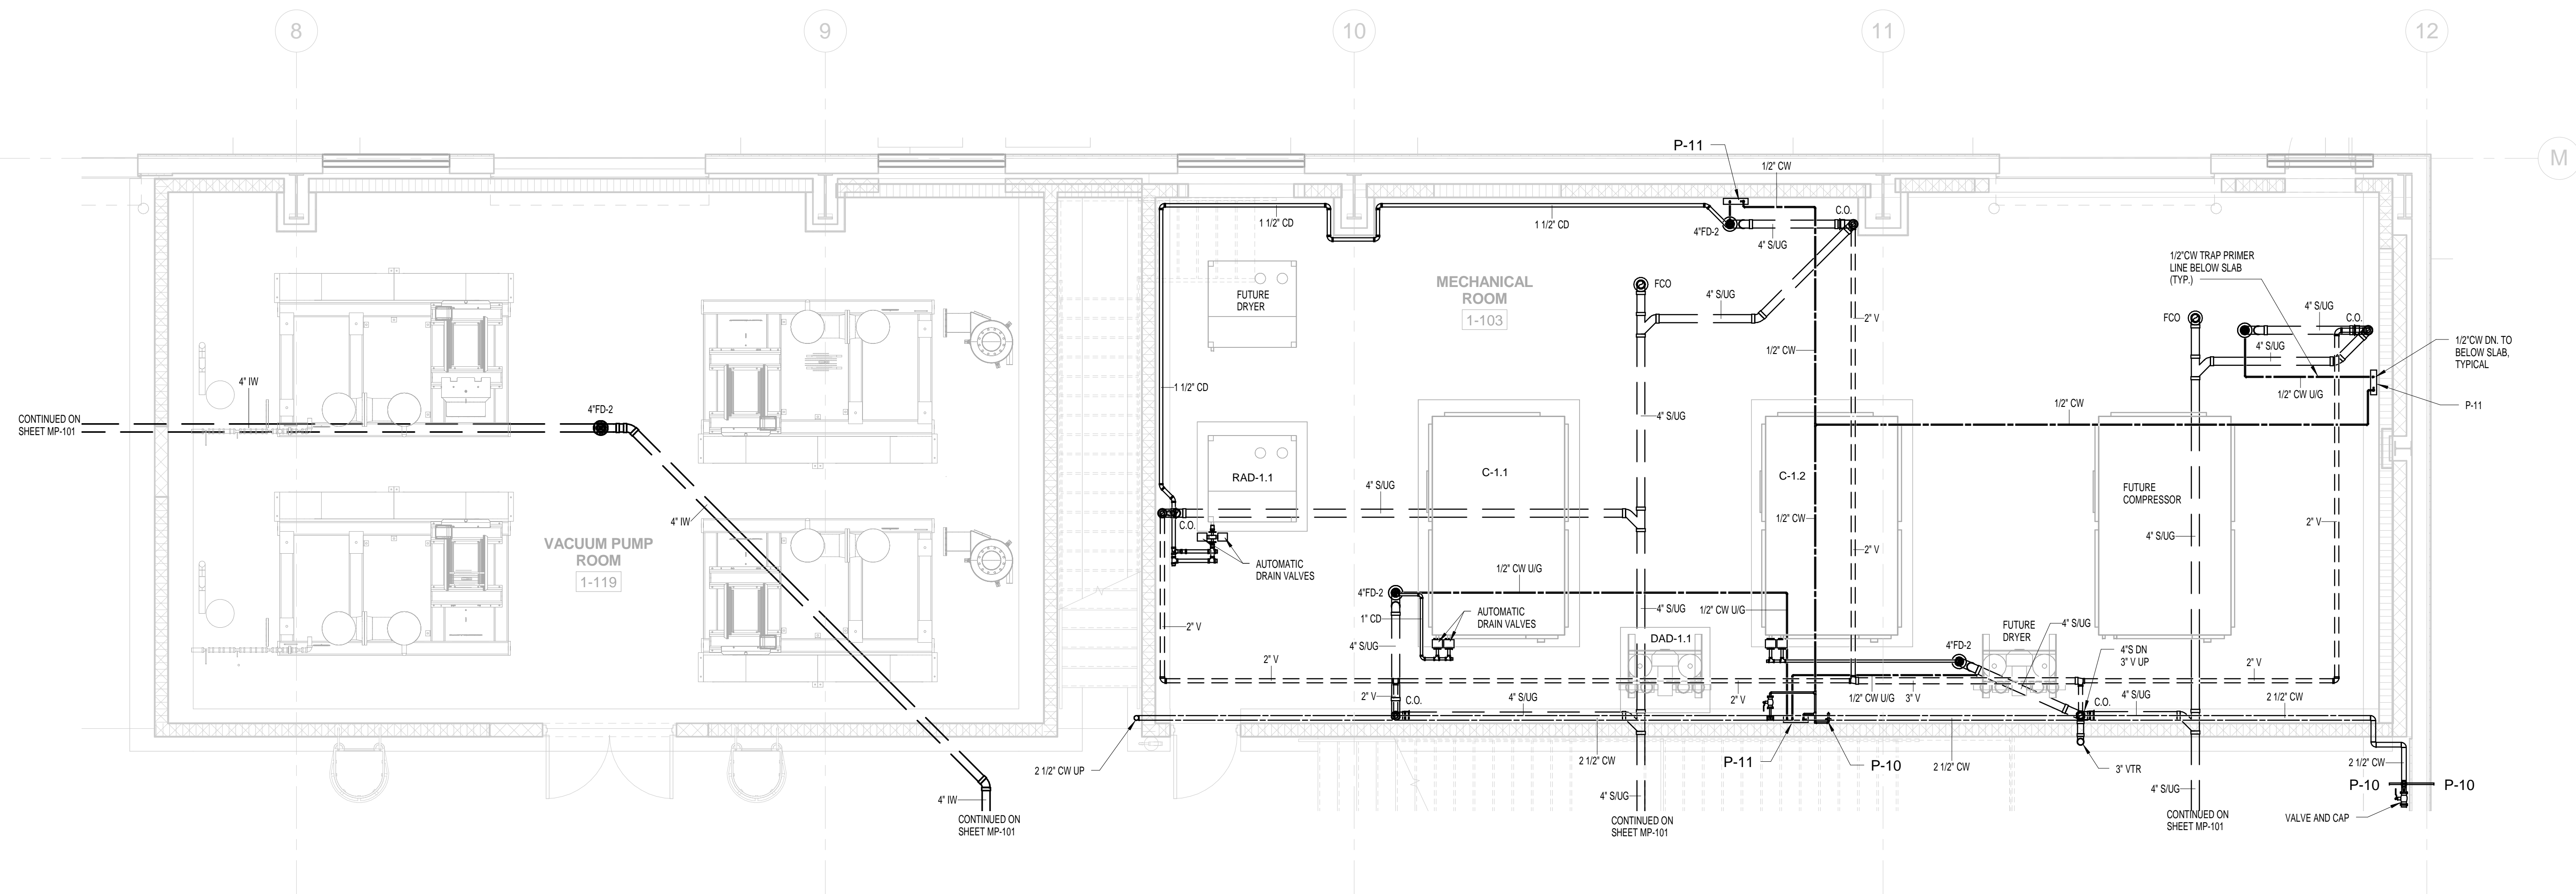 8
9
10
11
12
M
P-11
1/2" CW
1 1/2" CD
1 1/2" CD
4"FD-2
4" S/UG
C.O.
MECHANICAL
ROOM
1-103
FUTURE
DRYER
FCO
4" S/UG
2" V
1/2" CW
1/2"CW TRAP PRIMER
LINE BELOW SLAB
(TYP.)
FCO
4" S/UG
C.O.
4" S/UG
1/2"CW DN. TO
BELOW SLAB,
TYPICAL
1/2" CW U/G
P-11
1/2" CW
CONTINUED ON
SHEET MP-101
4" IW
4"FD-2
1 1/2" CD
4" S/UG
RAD-1.1
C-1.1
C-1.2
FUTURE
COMPRESSOR
4" IW
VACUUM PUMP
ROOM
1-119
C.O.
4" S/UG
1/2" CW
2" V
4" S/UG
AUTOMATIC
DRAIN VALVES
2" V
1/2" CW U/G
4"FD-2
1" CD
AUTOMATIC
DRAIN VALVES
4" S/UG
1/2" CW U/G
2" V
4" S/UG
DAD-1.1
4"FD-2
FUTURE
DRYER
4" S/UG
4"S DN
3" V UP
2" V
2" V
2" V
C.O.
4" S/UG
2" V
1/2" CW U/G
3" V
C.O.
4" S/UG
2 1/2" CW
2 1/2" CW UP
2 1/2" CW
P-11
P-10
2 1/2" CW
3" VTR
2 1/2" CW
P-10
P-10
4" IW
CONTINUED ON
SHEET MP-101
4" S/UG
CONTINUED ON
SHEET MP-101
4" S/UG
CONTINUED ON
SHEET MP-101
VALVE AND CAP